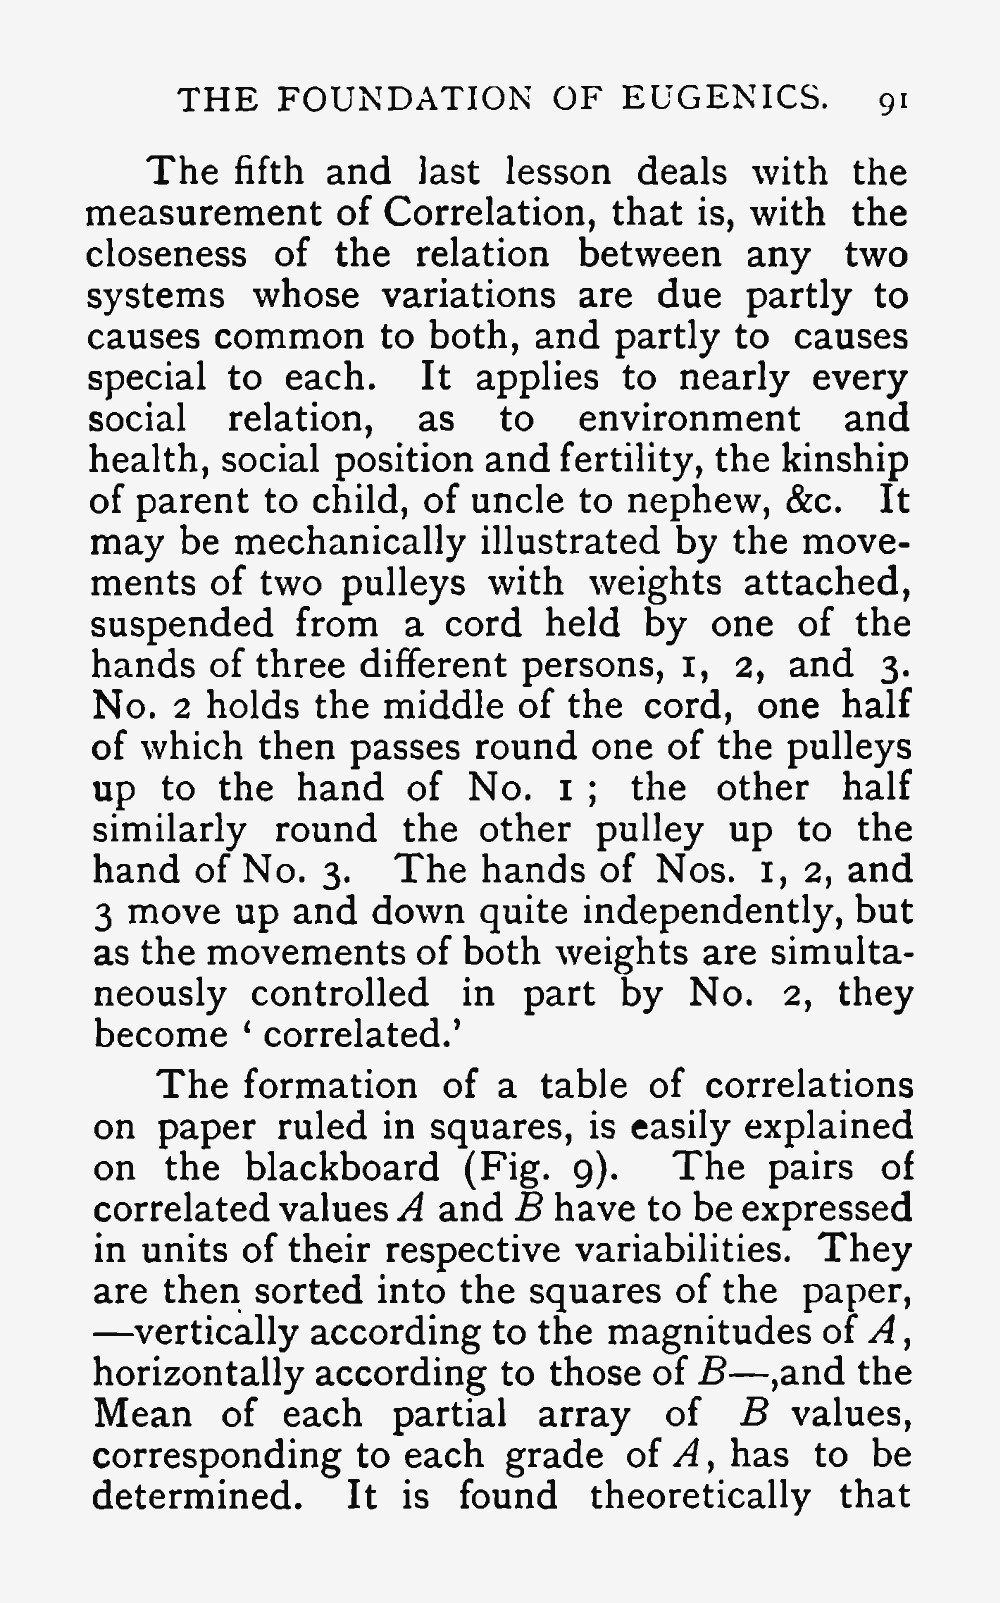 THE FOUNDATION OF EUGENICS. 91
The fifth and last lesson deals with the
measurement of Correlation, that is, with the
closeness of the relation between any two
systems whose variations are due partly to
causes common to both, and partly to causes
special to each. It applies to nearly every
social relation, as to environment and
health, social position and fertility, the kinship
of parent to child, of uncle to nephew, &c. It
may be mechanically illustrated by the move-
ments of two pulleys with weights attached,
suspended from a cord held by one of the
hands of three different persons, 1, 2, and 3.
No. 2 holds the middle of the cord, one half
of which then passes round one of the pulleys
up to the hand of No. 1 ; the other half
similarly round the other pulley up to the
hand of No. 3. The hands of Nos. 1, 2, and
3 move up and down quite independently, but
as the movements of both weights are simulta-
neously controlled in part by No. 2, they
become ‘ correlated.’
The formation of a table of correlations
on paper ruled in squares, is easily explained
on the blackboard (Fig. 9). The pairs of
correlated values A and B have to be expressed
in units of their respective variabilities. They
are then sorted into the squares of the paper,
—vertically according to the magnitudes of A,
horizontally according to those of B—,and the
Mean of each partial array of B values,
corresponding to each grade of A, has to be
determined. It is found theoretically that